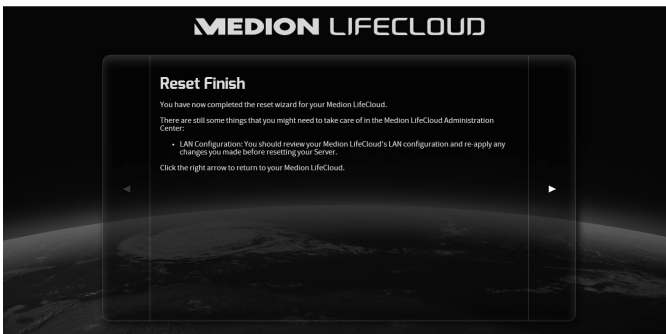 MEDION LIFECLOUD
Reset Finish
You have now completed the reset wizard for your Medion LifeCloud.
There are still some things that you might need to take care of in the Medion LifeCloud Administration
Center:
• LAN Configuration: You should review your Medion LifeCloud's LAN configuration and re-apply any
changes you made before resetting your Server.
Click the right arrow to return to your Medion LifeCloud.